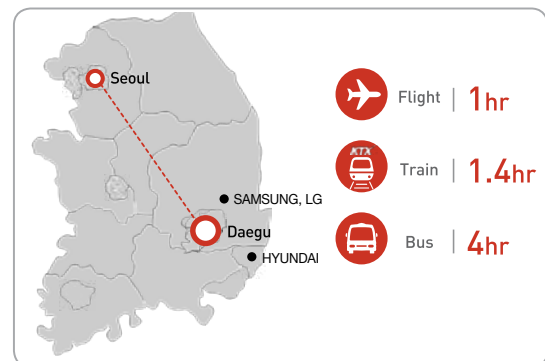 Seoul
SAMSUNG, LG
Daegu
HYUNDAI
Flight | 1hr
KTX
Train | 1.4hr
Bus | 4hr